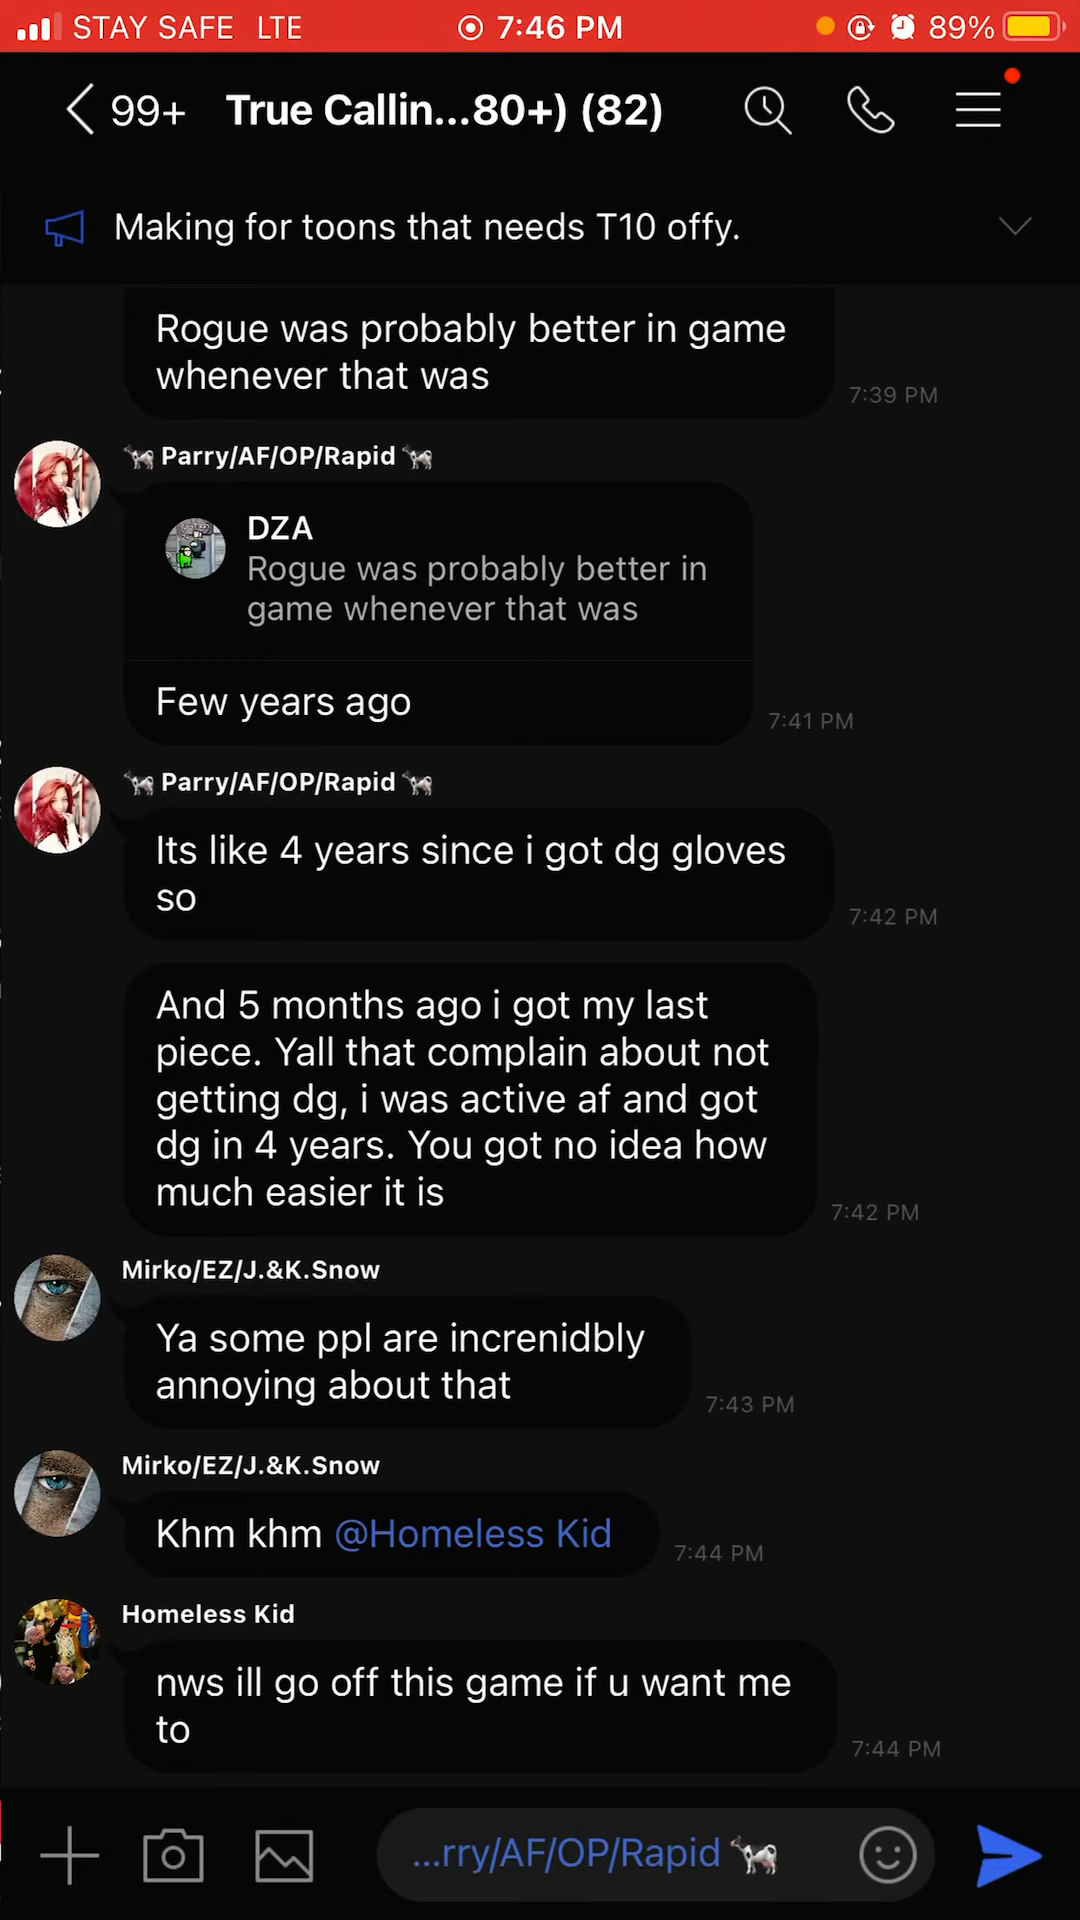 STAY SAFE LTE 7:46 PM 89%
99+ True Callin...80+) (82)
Making for toons that needs T10 offy.
Rogue was probably better in game
whenever that was
7:39 PM
🐄 Parry/AF/OP/Rapid 🐄
DZA
Rogue was probably better in
game whenever that was
Few years ago
7:41 PM
🐄 Parry/AF/OP/Rapid 🐄
Its like 4 years since i got dg gloves
so
7:42 PM
And 5 months ago i got my last
piece. Yall that complain about not
getting dg, i was active af and got
dg in 4 years. You got no idea how
much easier it is
7:42 PM
Mirko/EZ/J.&K.Snow
Ya some ppl are increnidbly
annoying about that
7:43 PM
Mirko/EZ/J.&K.Snow
Khm khm @Homeless Kid
7:44 PM
Homeless Kid
nws ill go off this game if u want me
to
7:44 PM
...rry/AF/OP/Rapid 🐄